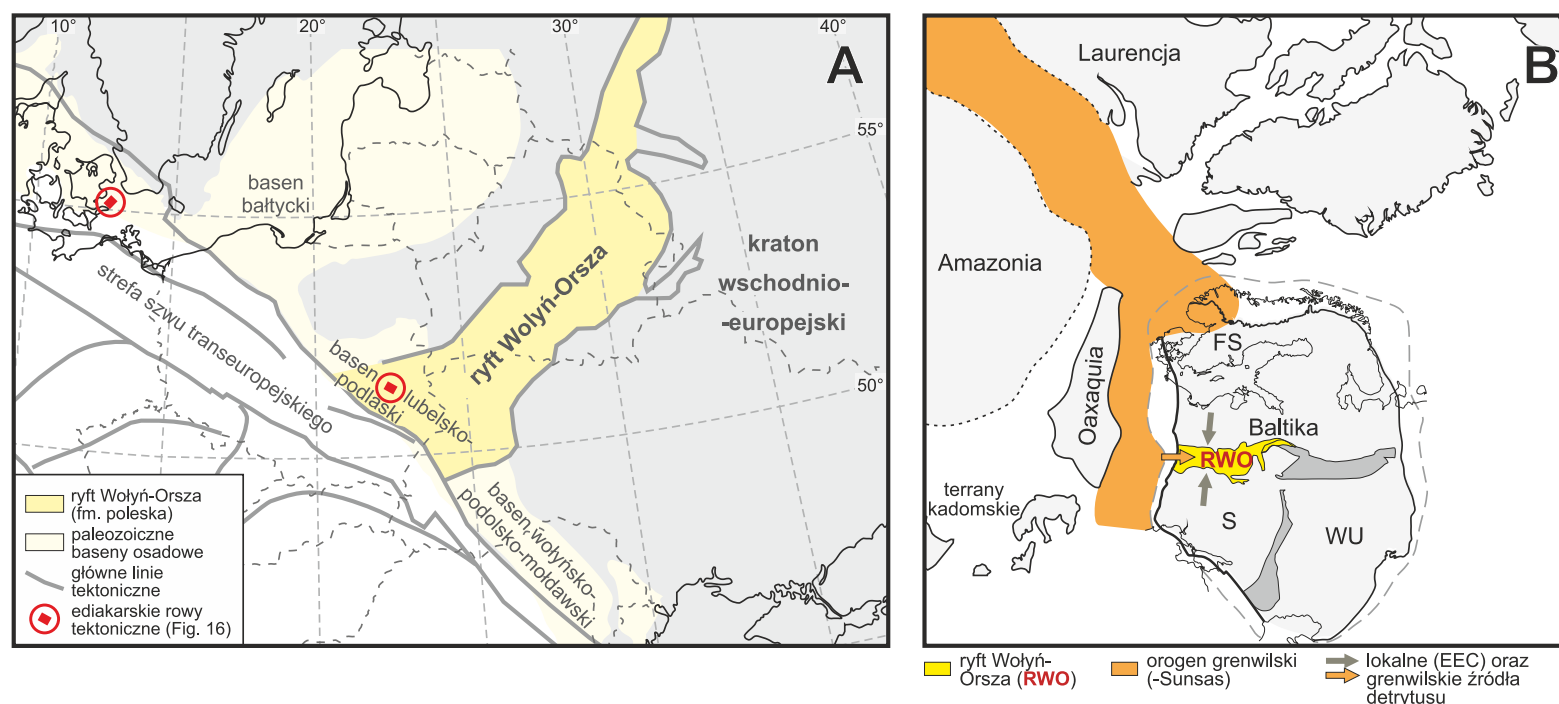 10°
20°
30°
40°
A
55°
50°
basen
bałtycki
kraton
wschodnio-
-europejski
ryft Wołyń-Orsza
strefa szwu transeuropejskiego
basen lubelsko-
podlaski
basen wołyńsko-
podolsko-mołdawski
ryft Wołyń-Orsza
(fm. poleska)
paleozoiczne
baseny osadowe
główne linie
tektoniczne
ediakarskie rowy
tektoniczne (Fig. 16)
B
Laurencja
Amazonia
Oaxaquia
FS
Baltika
RWO
terrany
kadomskie
S
WU
ryft Wołyń-
Orsza (RWO)
orogen grenwilski
(-Sunsas)
lokalne (EEC) oraz
grenwilskie źródła
detrytusu